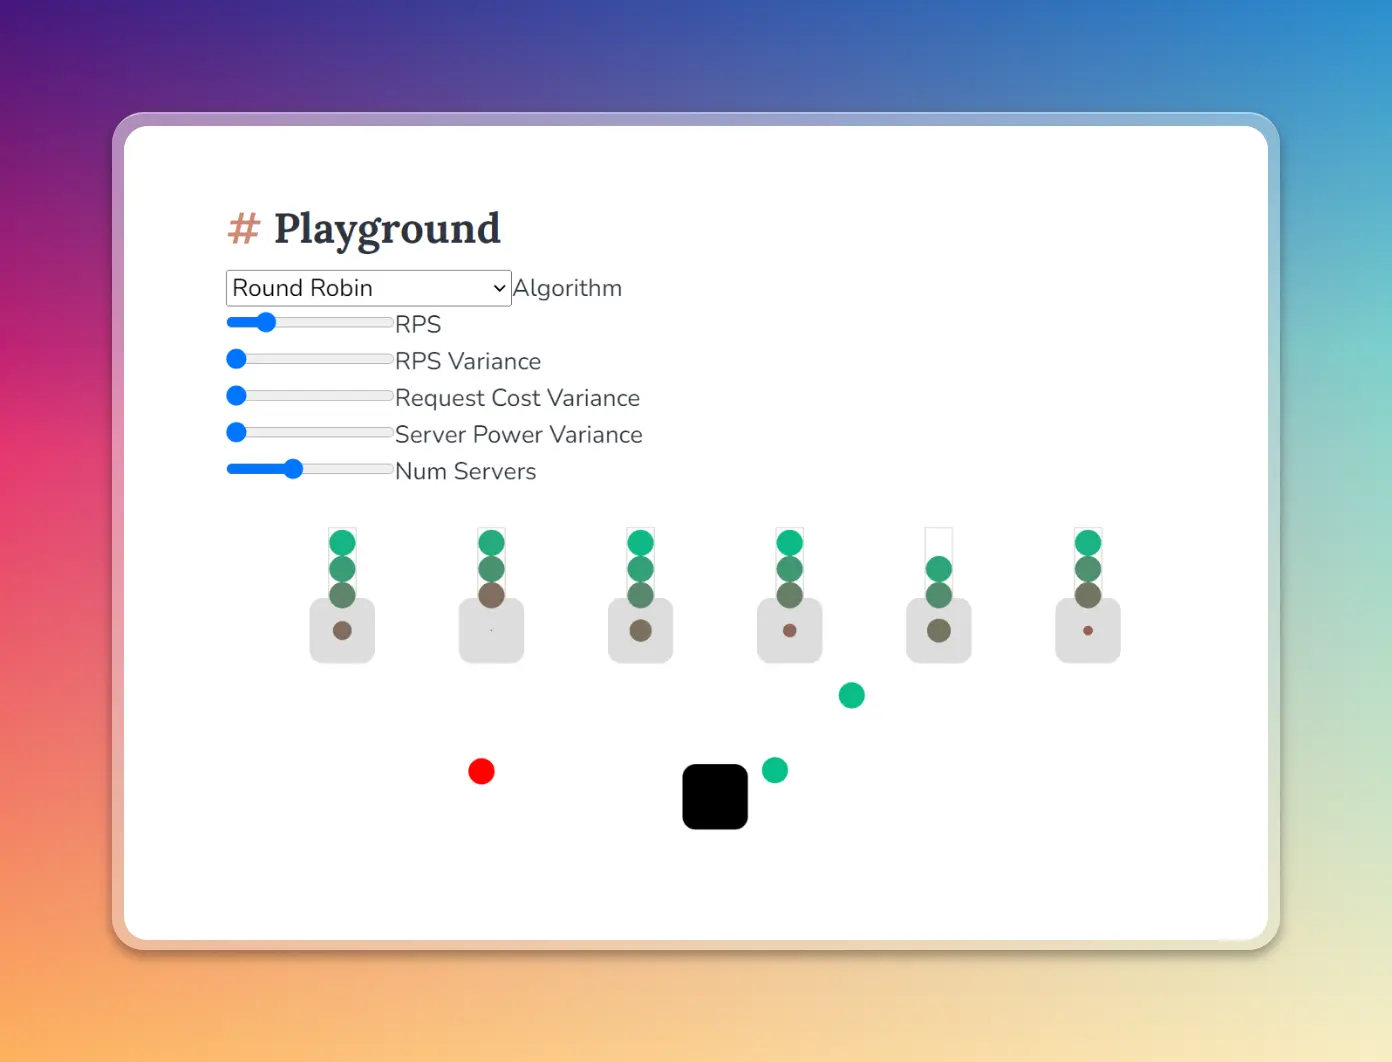 # Playground
Round Robin Algorithm
RPS
RPS Variance
Request Cost Variance
Server Power Variance
Num Servers